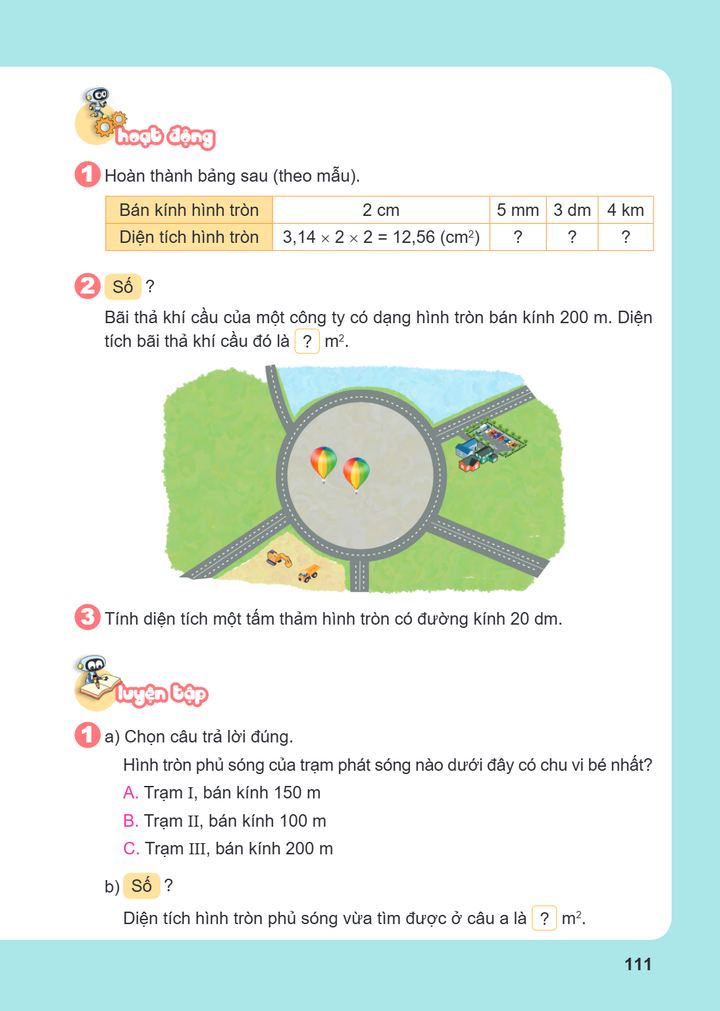 hoạt động
1 Hoàn thành bảng sau (theo mẫu).
Bán kính hình tròn 2 cm 5 mm 3 dm 4 km
Diện tích hình tròn 3,14 × 2 × 2 = 12,56 (cm²) ? ? ?
2 Số ?
Bãi thả khí cầu của một công ty có dạng hình tròn bán kính 200 m. Diện
tích bãi thả khí cầu đó là ? m².
3 Tính diện tích một tấm thảm hình tròn có đường kính 20 dm.
luyện tập
1 a) Chọn câu trả lời đúng.
Hình tròn phủ sóng của trạm phát sóng nào dưới đây có chu vi bé nhất?
A. Trạm I, bán kính 150 m
B. Trạm II, bán kính 100 m
C. Trạm III, bán kính 200 m
b) Số ?
Diện tích hình tròn phủ sóng vừa tìm được ở câu a là ? m².
111